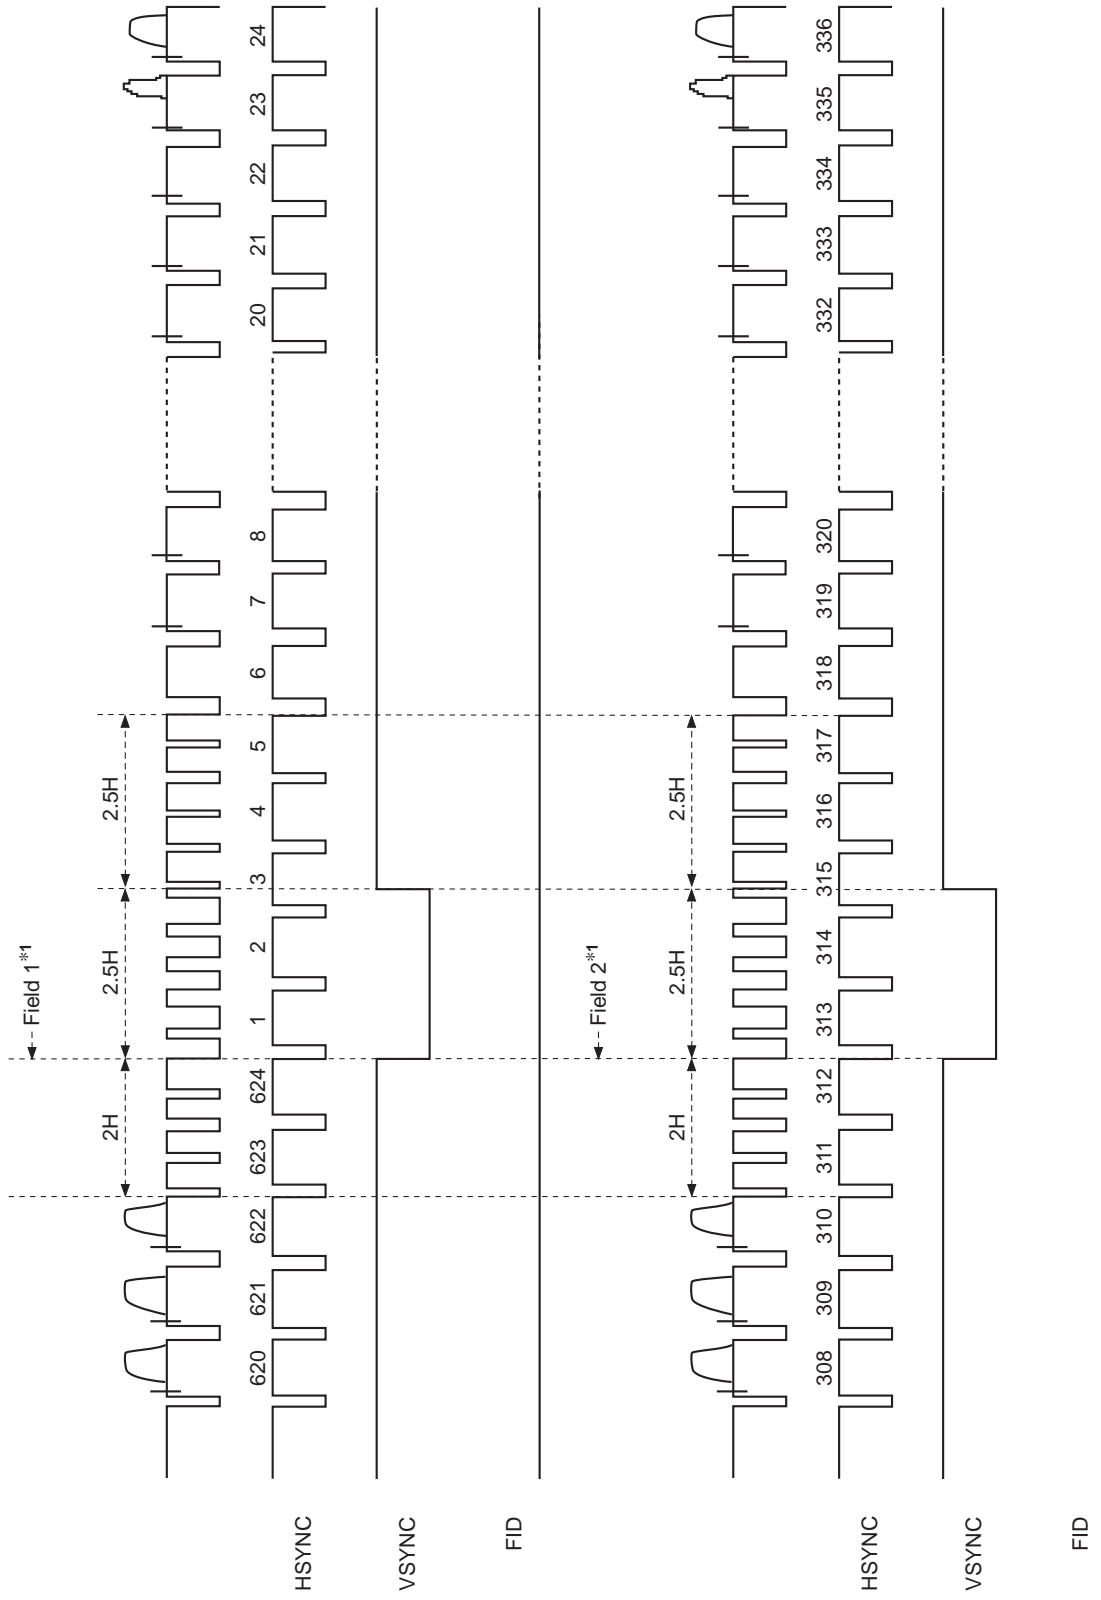 Field 1*1
2H 2.5H 2.5H
620 621 622 623 624 1 2 3 4 5 6 7 8 20 21 22 23 24
HSYNC
VSYNC
FID
Field 2*1
2H 2.5H 2.5H
308 309 310 311 312 313 314 315 316 317 318 319 320 332 333 334 335 336
HSYNC
VSYNC
FID